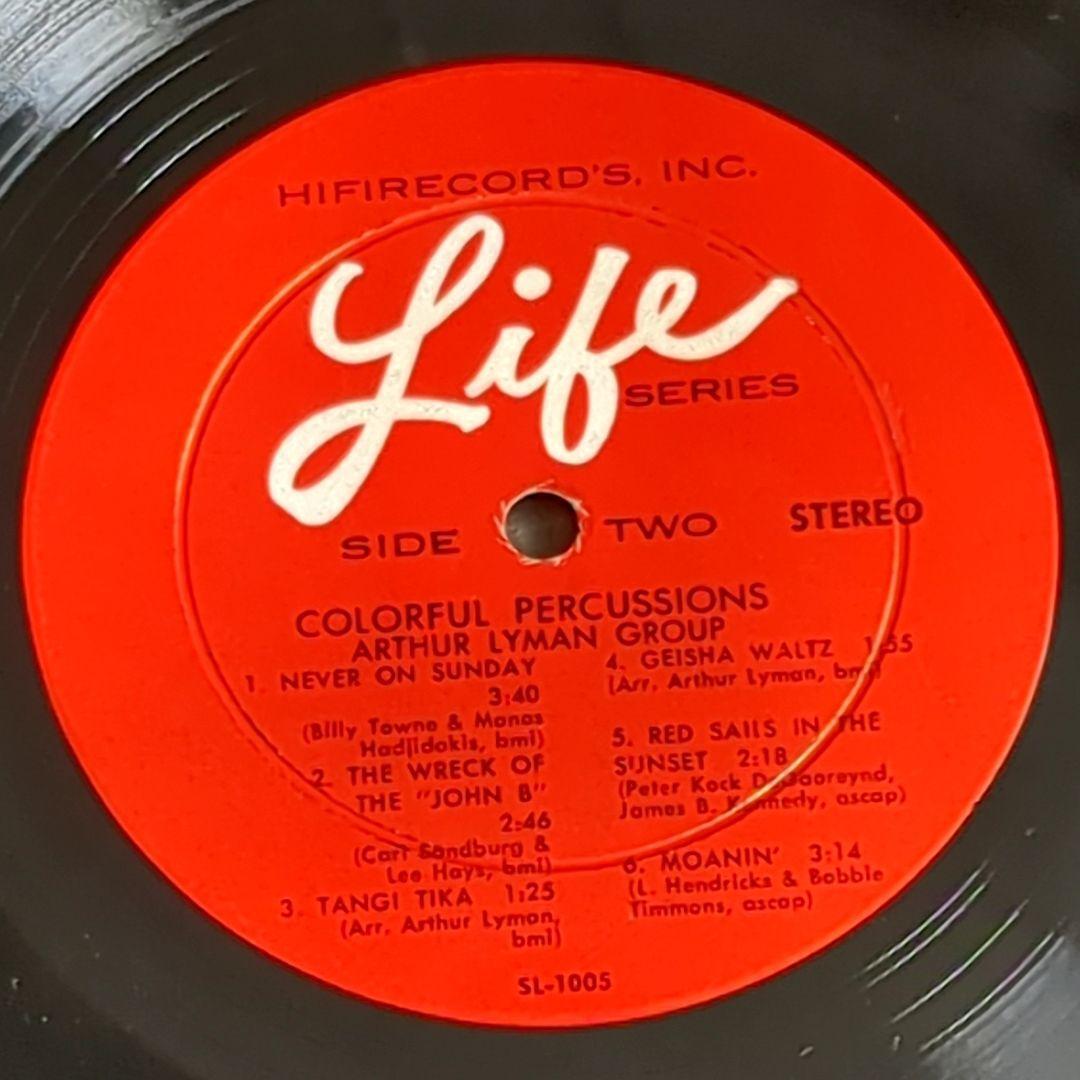 HIFIRECORD'S, INC.
Life
SERIES
SIDE TWO
STEREO
COLORFUL PERCUSSIONS
ARTHUR LYMAN GROUP
1. NEVER ON SUNDAY
3:40
(Billy Towne & Manos
Hadjidakis, bmi)
2. THE WRECK OF
THE "JOHN B"
2:46
(Carl Sandburg &
Lee Hays, bmi)
3. TANGI TIKA 1:25
(Arr. Arthur Lyman,
bmi)
4. GEISHA WALTZ 1:55
(Arr. Arthur Lyman, bmi)
5. RED SAILS IN THE
SUNSET 2:18
(Peter Kock
James B. Kennedy, ascap)
6. MOANIN' 3:14
(L. Hendricks & Bobbie
Timmons, ascap)
SL-1005